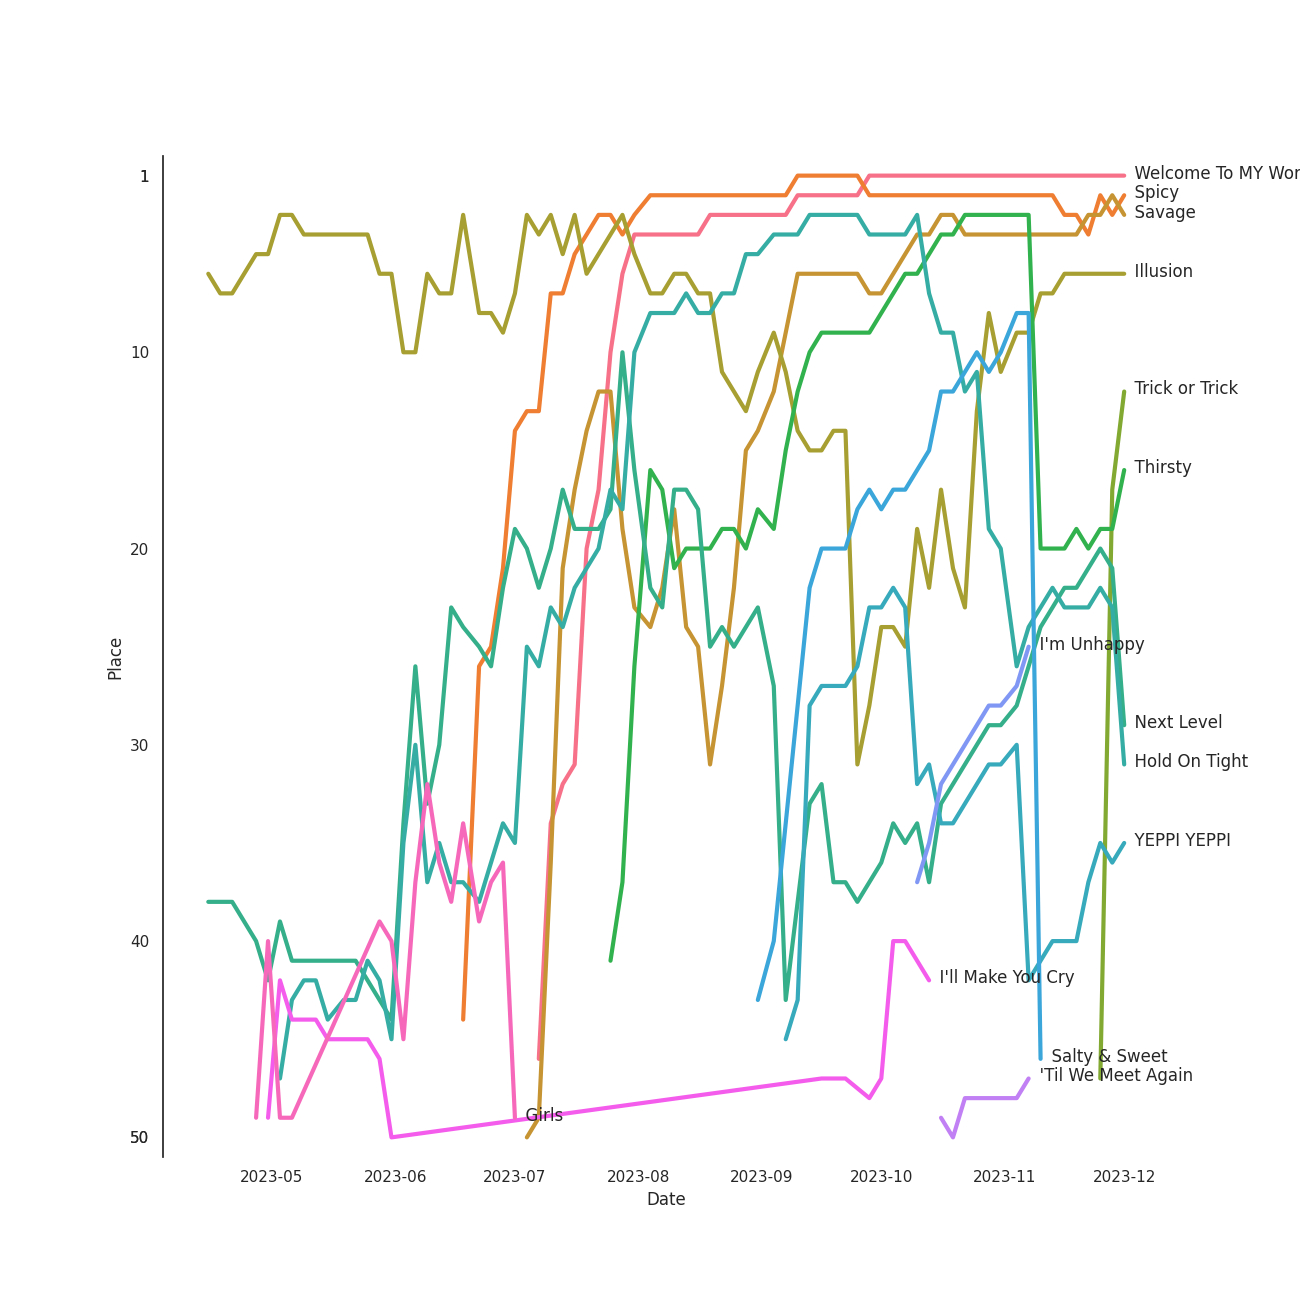 1
Welcome To MY Wor
Spicy
Savage
Illusion
10
Trick or Trick
Thirsty
20
I'm Unhappy
Place
Next Level
30
Hold On Tight
YEPPI YEPPI
40
I'll Make You Cry
Salty & Sweet
'Til We Meet Again
Girls
50
2023-05
2023-06
2023-07
2023-08
2023-09
2023-10
2023-11
2023-12
Date